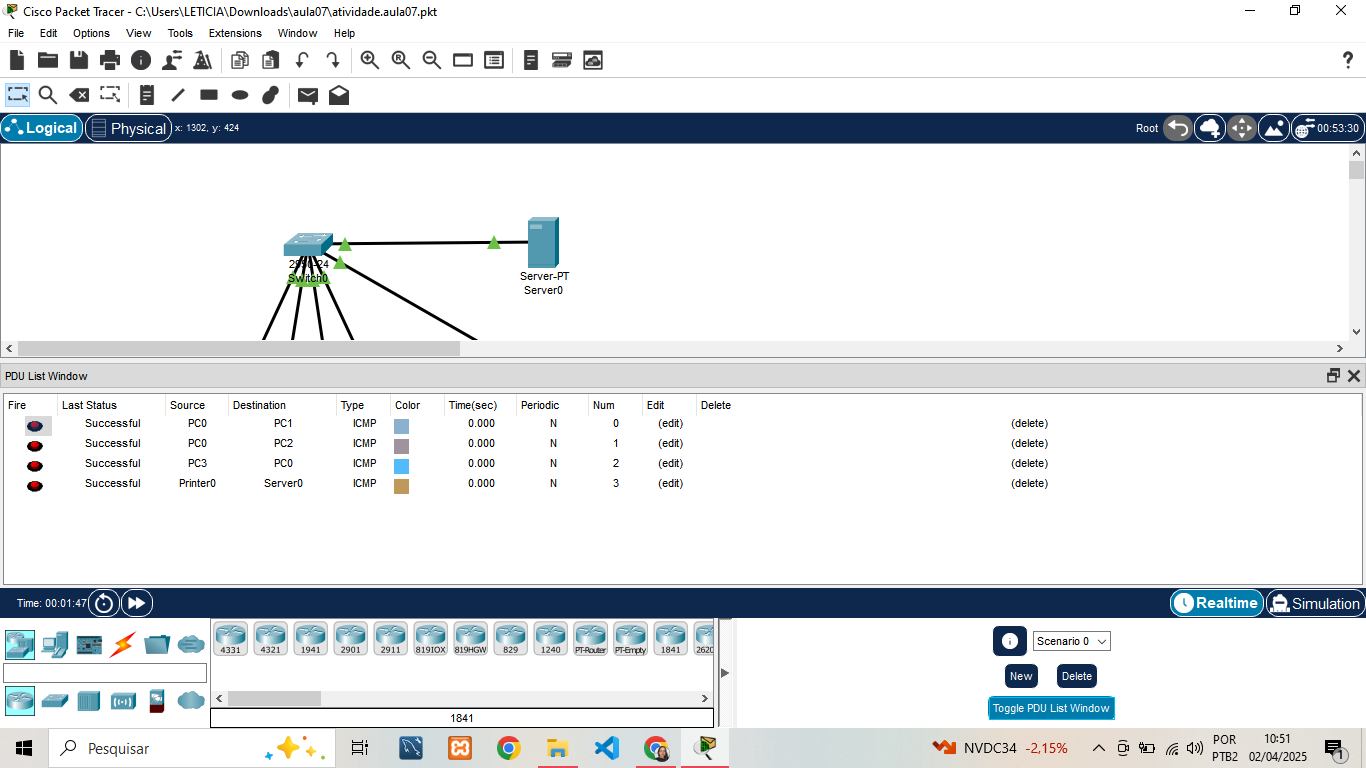 Cisco Packet Tracer - C:\Users\LETICIA\Downloads\aula07\atividade.aula07.pkt
File Edit Options View Tools Extensions Window Help
?
Logical Physical x: 1302, y: 424 Root 00:53:30
2950-24
Switch0
Server-PT
Server0
PDU List Window
Fire Last Status Source Destination Type Color Time(sec) Periodic Num Edit Delete
Successful PC0 PC1 ICMP 0.000 N 0 (edit) (delete)
Successful PC0 PC2 ICMP 0.000 N 1 (edit) (delete)
Successful PC3 PC0 ICMP 0.000 N 2 (edit) (delete)
Successful Printer0 Server0 ICMP 0.000 N 3 (edit) (delete)
Time: 00:01:47 Realtime Simulation
4331 4321 1941 2901 2911 819IOX 819HGW 829 1240 PT-Router PT-Empty 1841 2620
Scenario 0
New Delete
Toggle PDU List Window
1841
Pesquisar
NVDC34 -2,15%
POR
PTB2
10:51
02/04/2025
1